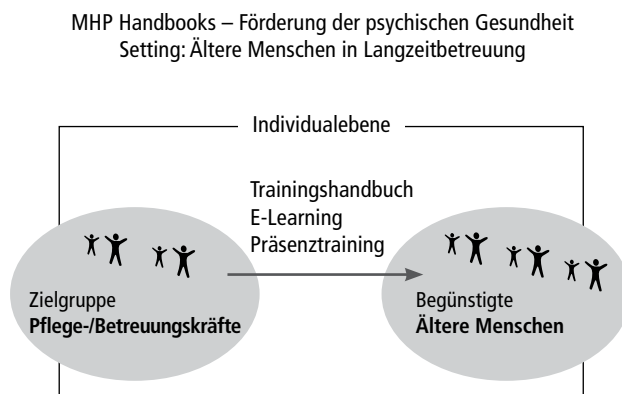 MHP Handbooks – Förderung der psychischen Gesundheit
Setting: Ältere Menschen in Langzeitbetreuung
Individualebene
Trainingshandbuch
E-Learning
Präsenztraining
Zielgruppe
Pflege-/Betreuungskräfte
Begünstigte
Ältere Menschen